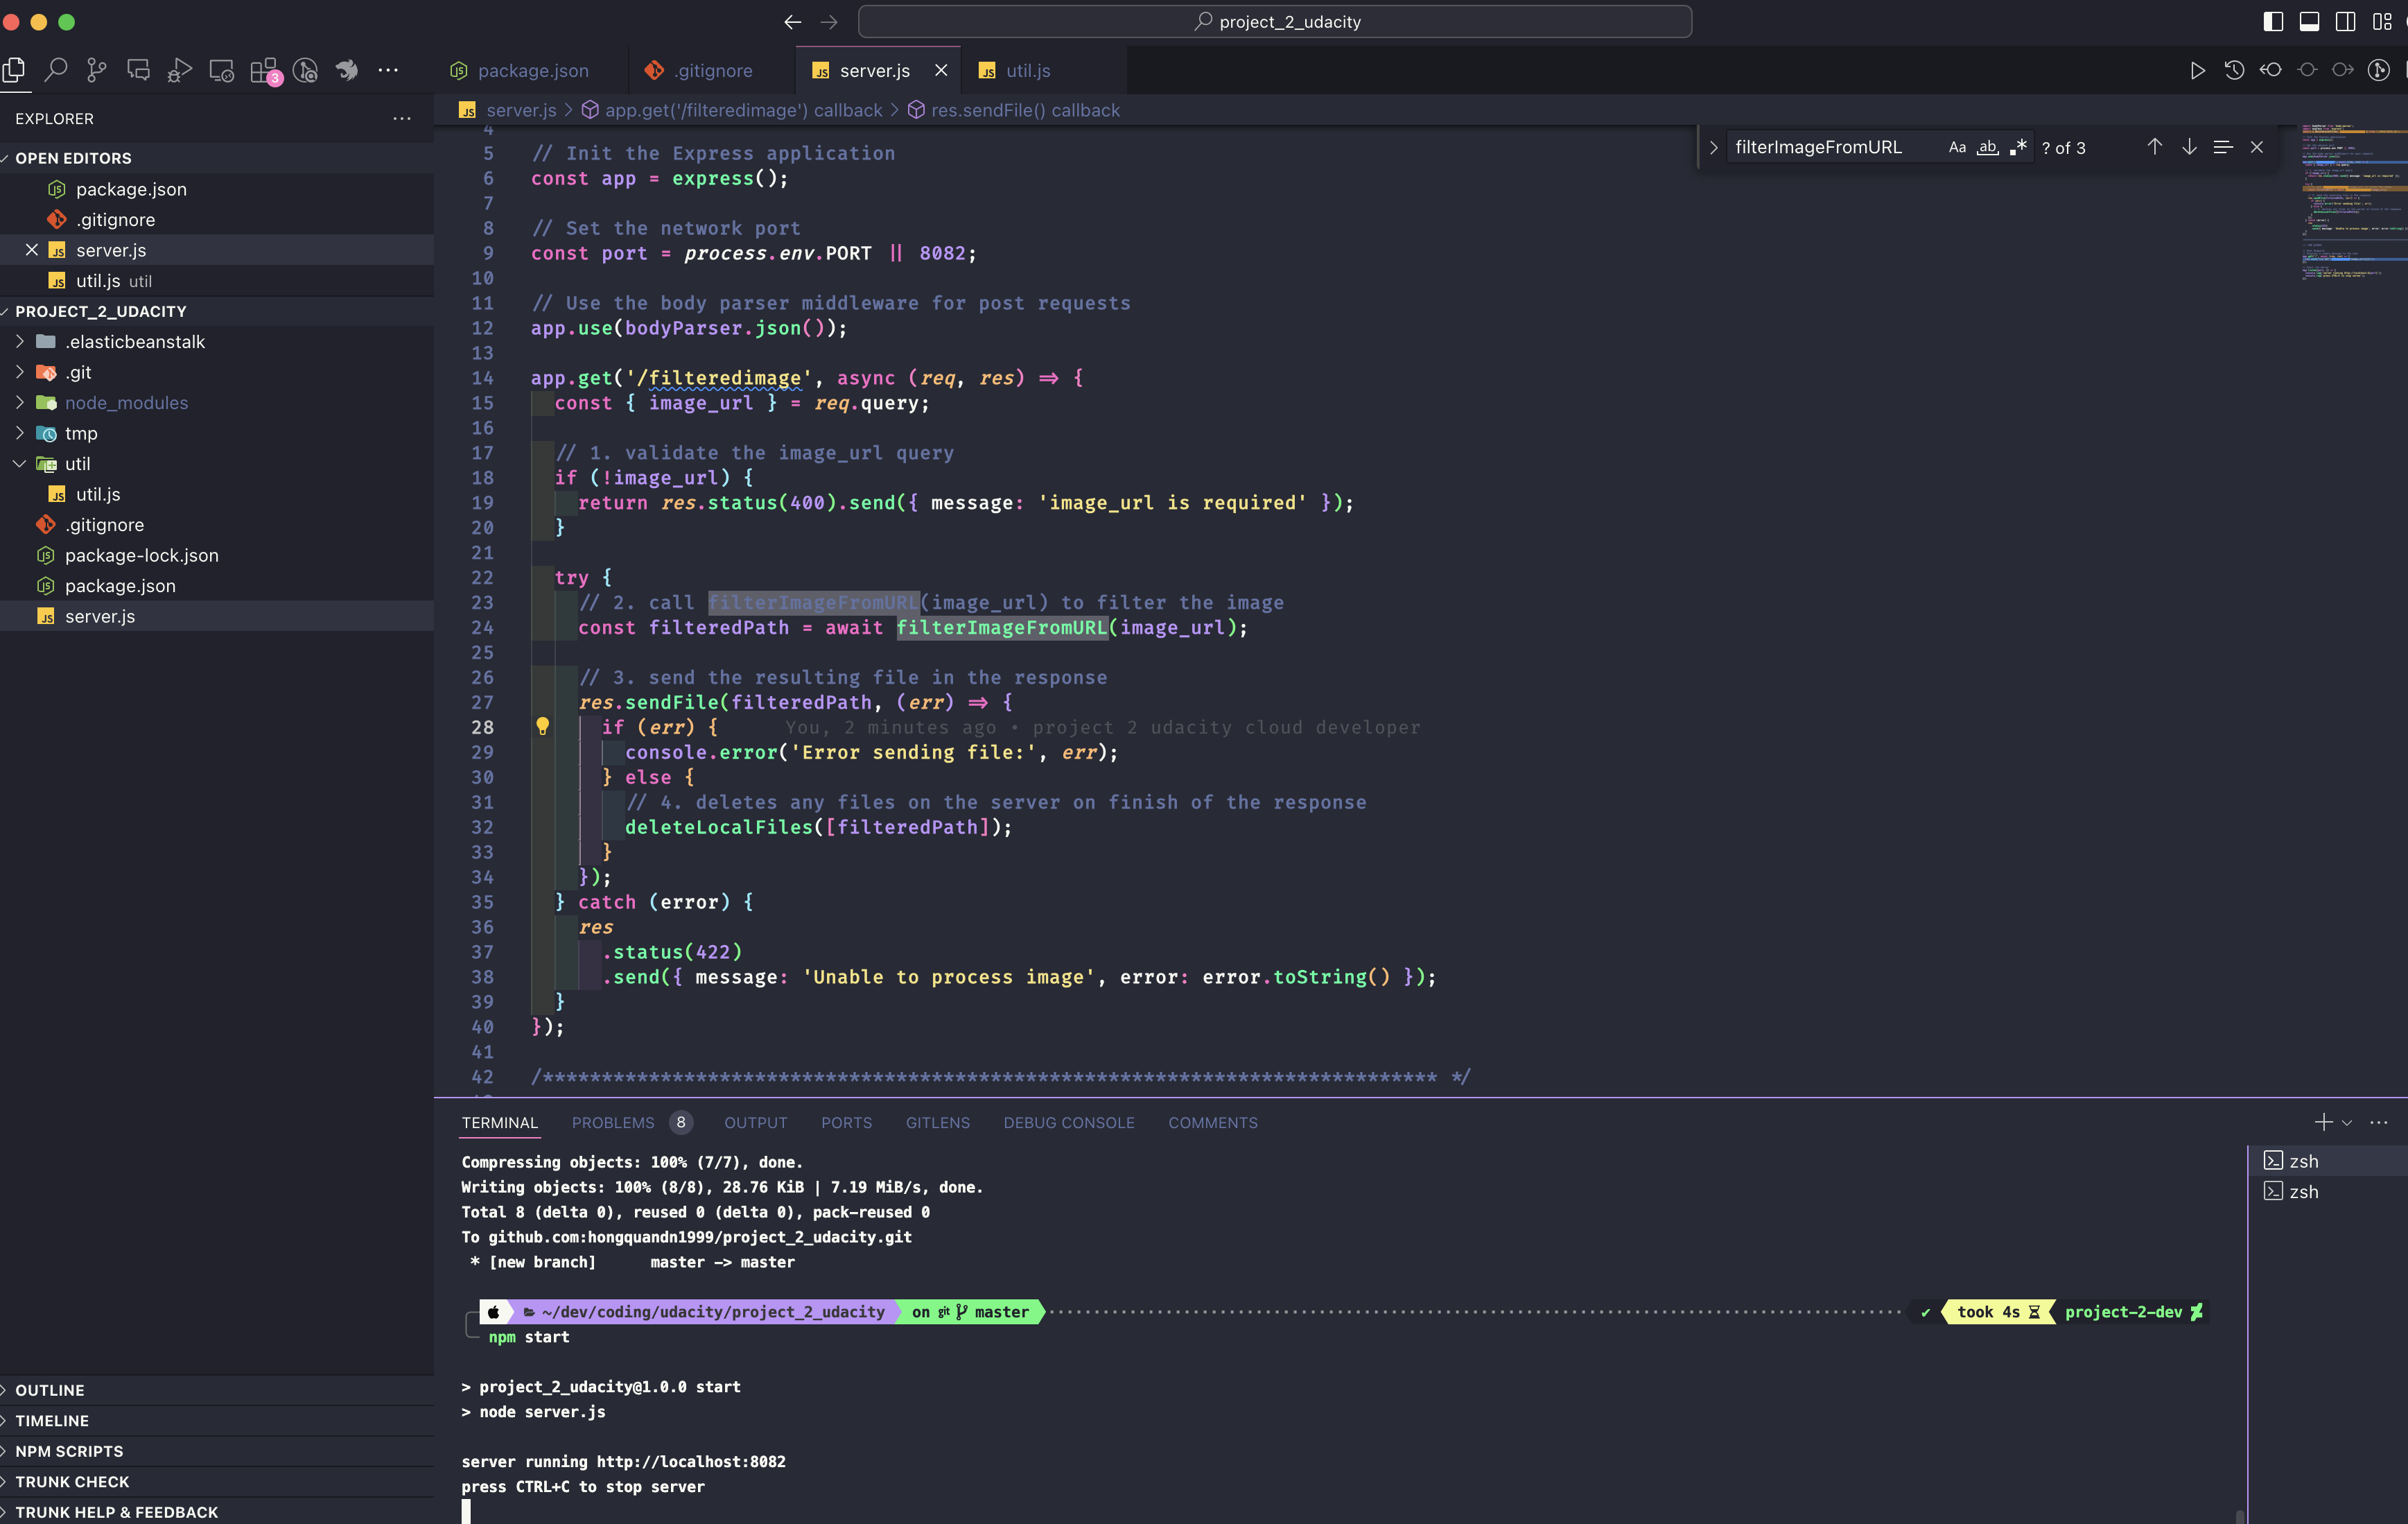 project_2_udacity
3
package.json
.gitignore
server.js
util.js
EXPLORER
server.js > app.get('/filteredimage') callback > res.sendFile() callback
filterImageFromURL Aa ab ? of 3
OPEN EDITORS
package.json
.gitignore
server.js
util.js util
PROJECT_2_UDACITY
.elasticbeanstalk
.git
node_modules
tmp
util
util.js
.gitignore
package-lock.json
package.json
server.js
OUTLINE
TIMELINE
NPM SCRIPTS
TRUNK CHECK
TRUNK HELP & FEEDBACK
4
5 // Init the Express application
6 const app = express();
7
8 // Set the network port
9 const port = process.env.PORT || 8082;
10
11 // Use the body parser middleware for post requests
12 app.use(bodyParser.json());
13
14 app.get('/filteredimage', async (req, res) => {
15 const { image_url } = req.query;
16
17 // 1. validate the image_url query
18 if (!image_url) {
19 return res.status(400).send({ message: 'image_url is required' });
20 }
21
22 try {
23 // 2. call filterImageFromURL(image_url) to filter the image
24 const filteredPath = await filterImageFromURL(image_url);
25
26 // 3. send the resulting file in the response
27 res.sendFile(filteredPath, (err) => {
28 if (err) { You, 2 minutes ago • project 2 udacity cloud developer
29 console.error('Error sending file:', err);
30 } else {
31 // 4. deletes any files on the server on finish of the response
32 deleteLocalFiles([filteredPath]);
33 }
34 });
35 } catch (error) {
36 res
37 .status(422)
38 .send({ message: 'Unable to process image', error: error.toString() });
39 }
40 });
41
42 /**************************************************************************** */
TERMINAL PROBLEMS 8 OUTPUT PORTS GITLENS DEBUG CONSOLE COMMENTS
Compressing objects: 100% (7/7), done.
Writing objects: 100% (8/8), 28.76 KiB | 7.19 MiB/s, done.
Total 8 (delta 0), reused 0 (delta 0), pack-reused 0
To github.com:hongquandn1999/project_2_udacity.git
* [new branch] master -> master
~/dev/coding/udacity/project_2_udacity on git master ✔ took 4s project-2-dev
npm start
> project_2_udacity@1.0.0 start
> node server.js
server running http://localhost:8082
press CTRL+C to stop server
zsh
zsh